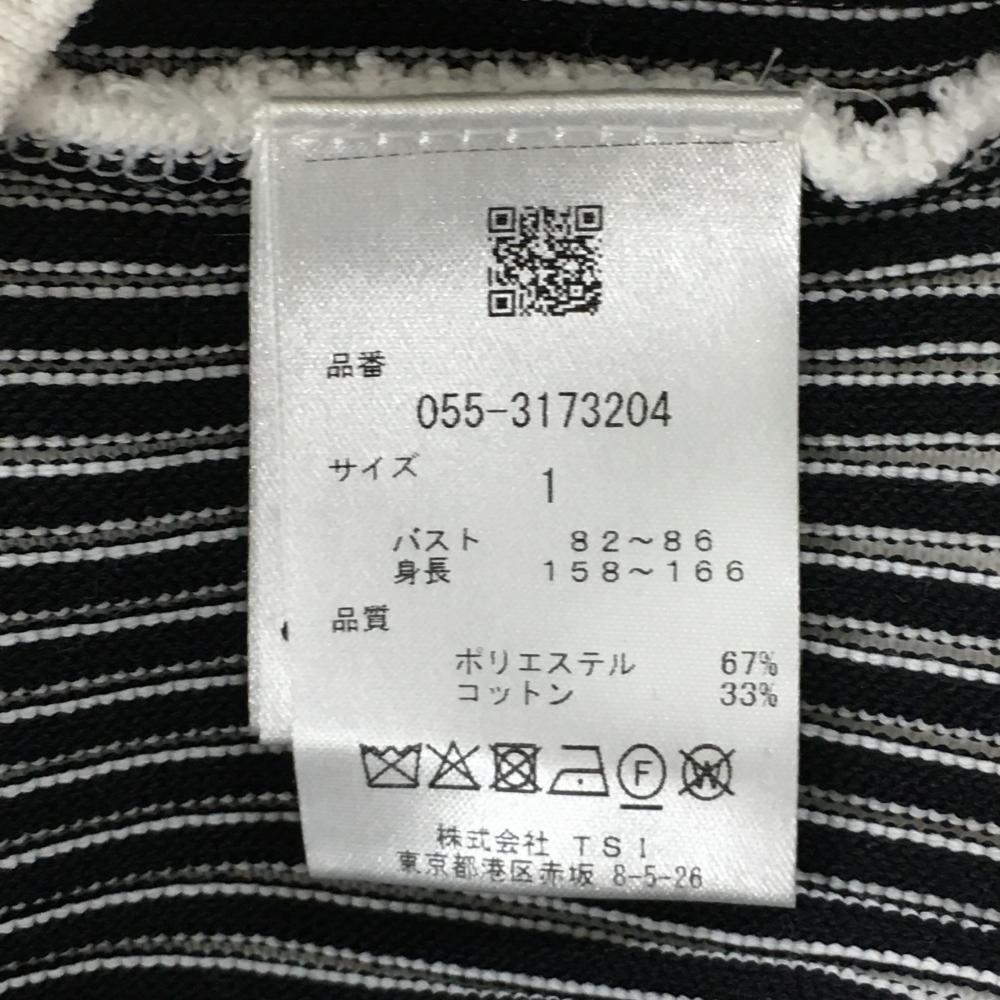 品番
055-3173204
サイズ
1
バスト 82~86
身長 158~166
品質
ポリエステル 67%
コットン 33%
F W
株式会社 TSI
東京都港区赤坂 8-5-26